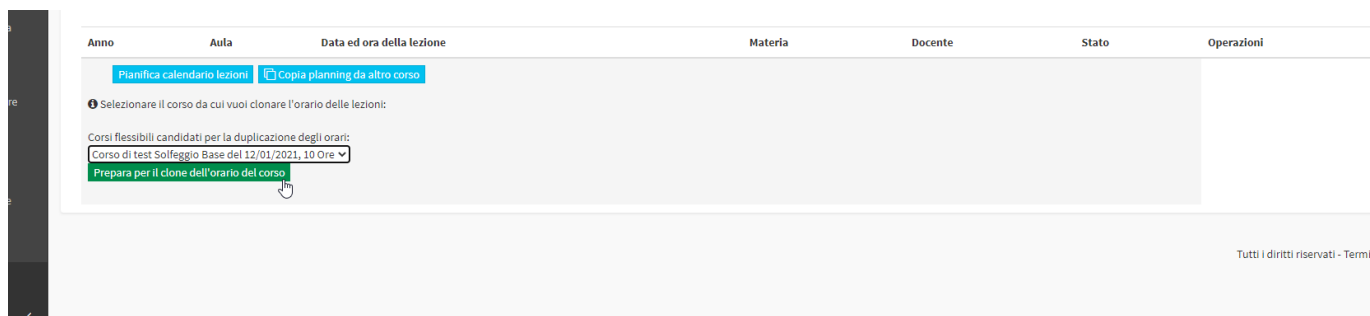 Anno Aula Data ed ora della lezione Materia Docente Stato Operazioni
Pianifica calendario lezioni Copia planning da altro corso
Selezionare il corso da cui vuoi clonare l'orario delle lezioni:
Corsi flessibili candidati per la duplicazione degli orari:
Corso di test Solfeggio Base del 12/01/2021, 10 Ore
Prepara per il clone dell'orario del corso
Tutti i diritti riservati - Termi